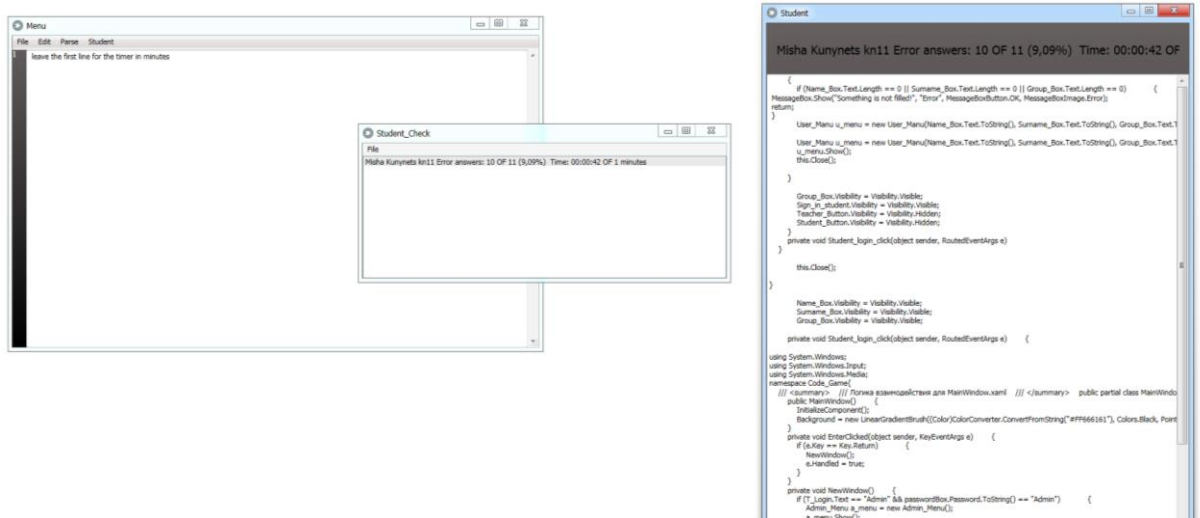 Menu
File Edit Parse Student
1 leave the first line for the timer in minutes
Student_Check
File
Misha Kunynets kn11 Error answers: 10 OF 11 (9,09%) Time: 00:00:42 OF 1 minutes
Student
Misha Kunynets kn11 Error answers: 10 OF 11 (9,09%) Time: 00:00:42 OF
{
if (Name_Box.Text.Length == 0 || Surname_Box.Text.Length == 0 || Group_Box.Text.Length == 0) {
MessageBox.Show("Something is not filled!", "Error", MessageBoxButton.OK, MessageBoxImage.Error);
return;
}
User_Manu u_menu = new User_Manu(Name_Box.Text.ToString(), Surname_Box.Text.ToString(), Group_Box.Text.T
User_Manu u_menu = new User_Manu(Name_Box.Text.ToString(), Surname_Box.Text.ToString(), Group_Box.Text.T
u_menu.Show();
this.Close();
}
Group_Box.Visibility = Visibility.Visible;
Sign_in_student.Visibility = Visibility.Visible;
Teacher_Button.Visibility = Visibility.Hidden;
Student_Button.Visibility = Visibility.Hidden;
}
private void Student_login_click(object sender, RoutedEventArgs e)
}
this.Close();
}
Name_Box.Visibility = Visibility.Visible;
Surname_Box.Visibility = Visibility.Visible;
Group_Box.Visibility = Visibility.Visible;
private void Student_login_click(object sender, RoutedEventArgs e) {
using System.Windows;
using System.Windows.Input;
using System.Windows.Media;
namespace Code_Game{
/// <summary> /// Логика взаимодействия для MainWindow.xaml /// </summary> public partial class MainWindo
public MainWindow() {
InitializeComponent();
Background = new LinearGradientBrush((Color)ColorConverter.ConvertFromString("#FF666161"), Colors.Black, Point
}
private void EnterClicked(object sender, KeyEventArgs e) {
if (e.Key == Key.Return) {
NewWindow();
e.Handled = true;
}
}
private void NewWindow() {
if (T_Login.Text == "Admin" && passwordBox.Password.ToString() == "Admin") {
Admin_Menu a_menu = new Admin_Menu();
a_menu.Show();